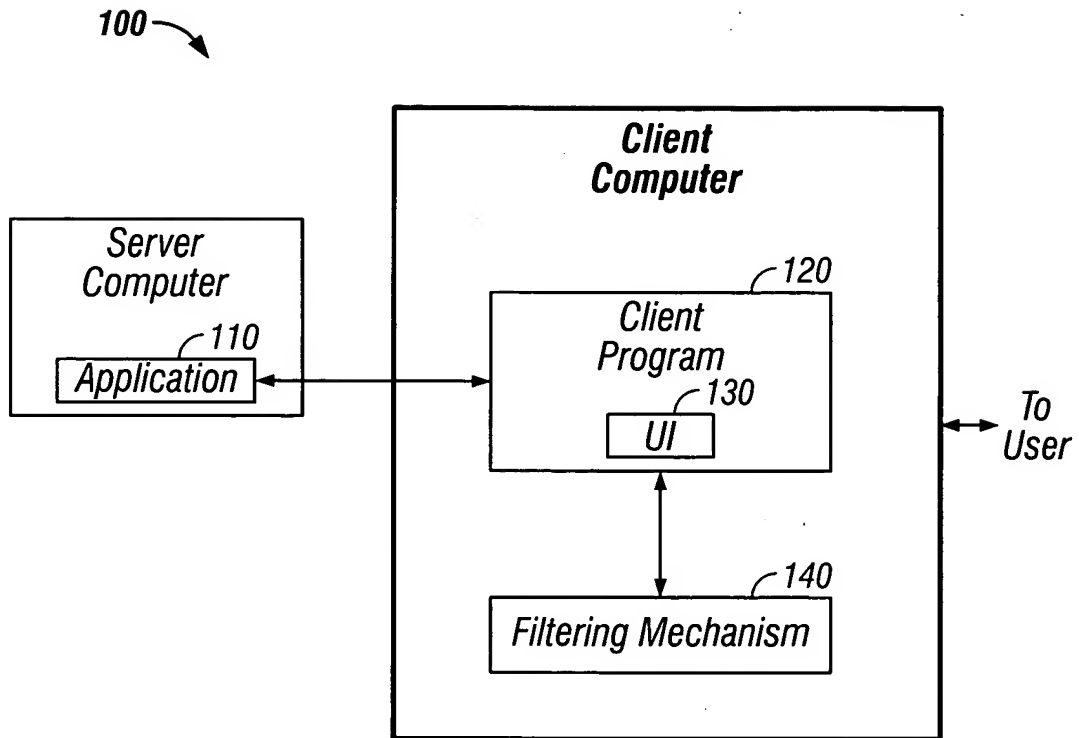 100
Client
Computer
Server
Computer
110
Application
120
Client
Program
130
UI
To
User
140
Filtering Mechanism